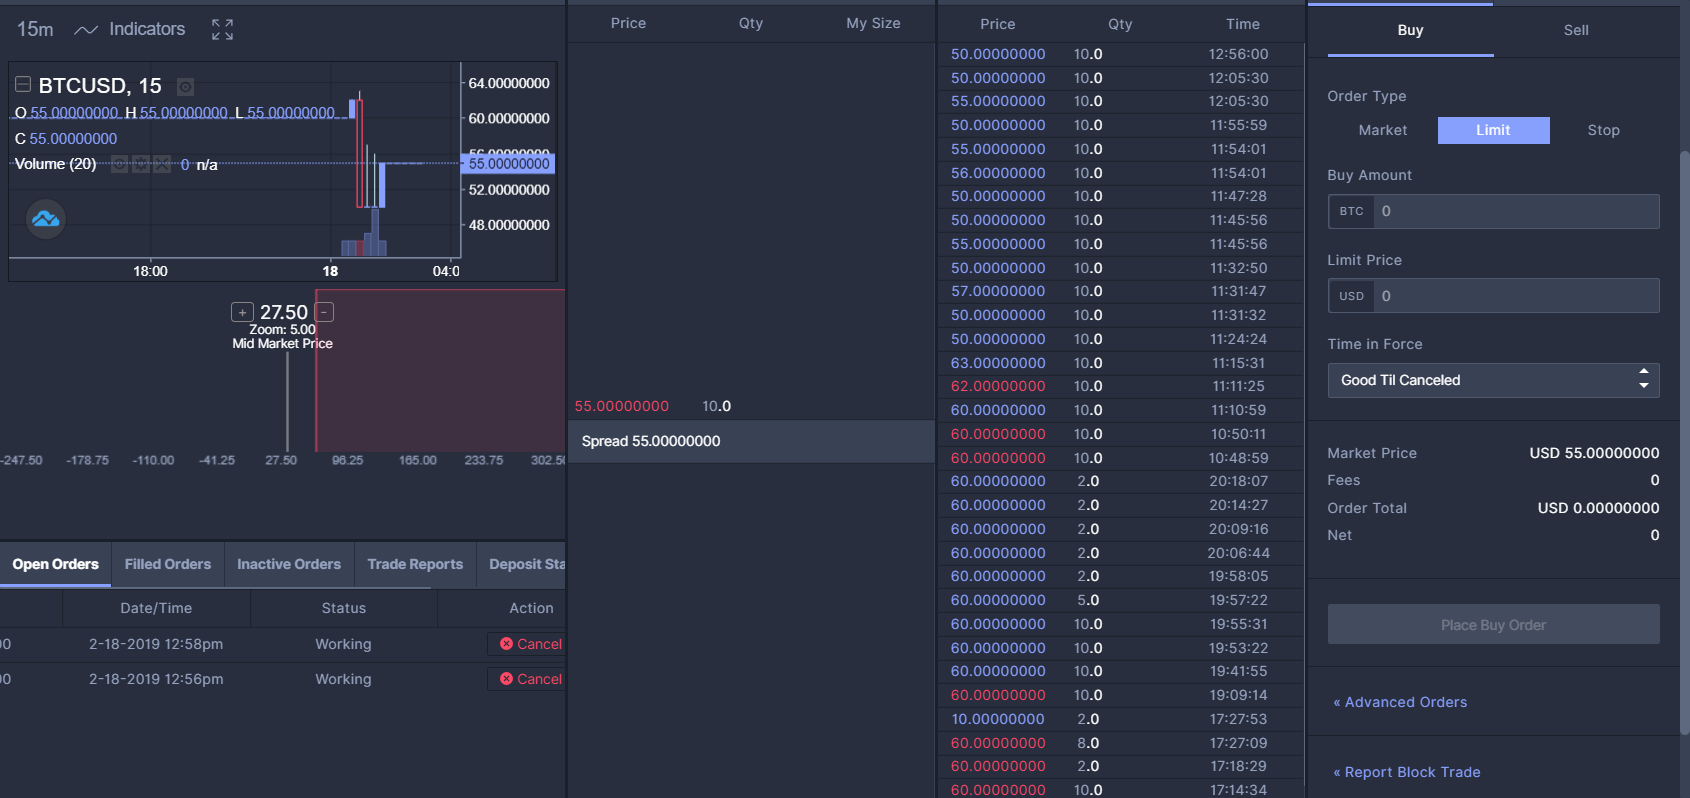 15m Indicators
BTCUSD, 15
O 55.00000000 H 55.00000000 L 55.00000000
C 55.00000000
Volume (20) 0 n/a
64.00000000
60.00000000
56.00000000
55.00000000
52.00000000
48.00000000
18:00 18 04:0
+ 27.50 -
Zoom: 5.00
Mid Market Price
-247.50 -178.75 -110.00 -41.25 27.50 96.25 165.00 233.75 302.50
Open Orders Filled Orders Inactive Orders Trade Reports Deposit Sta
Date/Time Status Action
00 2-18-2019 12:58pm Working Cancel
00 2-18-2019 12:56pm Working Cancel
Price Qty My Size
55.00000000 10.0
Spread 55.00000000
Price Qty Time
50.00000000 10.0 12:56:00
50.00000000 10.0 12:05:30
55.00000000 10.0 12:05:30
50.00000000 10.0 11:55:59
55.00000000 10.0 11:54:01
56.00000000 10.0 11:54:01
50.00000000 10.0 11:47:28
50.00000000 10.0 11:45:56
55.00000000 10.0 11:45:56
50.00000000 10.0 11:32:50
57.00000000 10.0 11:31:47
50.00000000 10.0 11:31:32
50.00000000 10.0 11:24:24
63.00000000 10.0 11:15:31
62.00000000 10.0 11:11:25
60.00000000 10.0 11:10:59
60.00000000 10.0 10:50:11
60.00000000 10.0 10:48:59
60.00000000 2.0 20:18:07
60.00000000 2.0 20:14:27
60.00000000 2.0 20:09:16
60.00000000 2.0 20:06:44
60.00000000 2.0 19:58:05
60.00000000 5.0 19:57:22
60.00000000 10.0 19:55:31
60.00000000 10.0 19:53:22
60.00000000 10.0 19:41:55
60.00000000 10.0 19:09:14
10.00000000 2.0 17:27:53
60.00000000 8.0 17:27:09
60.00000000 2.0 17:18:29
60.00000000 10.0 17:14:34
Buy Sell
Order Type
Market Limit Stop
Buy Amount
BTC 0
Limit Price
USD 0
Time in Force
Good Til Canceled
Market Price USD 55.00000000
Fees 0
Order Total USD 0.00000000
Net 0
Place Buy Order
« Advanced Orders
« Report Block Trade